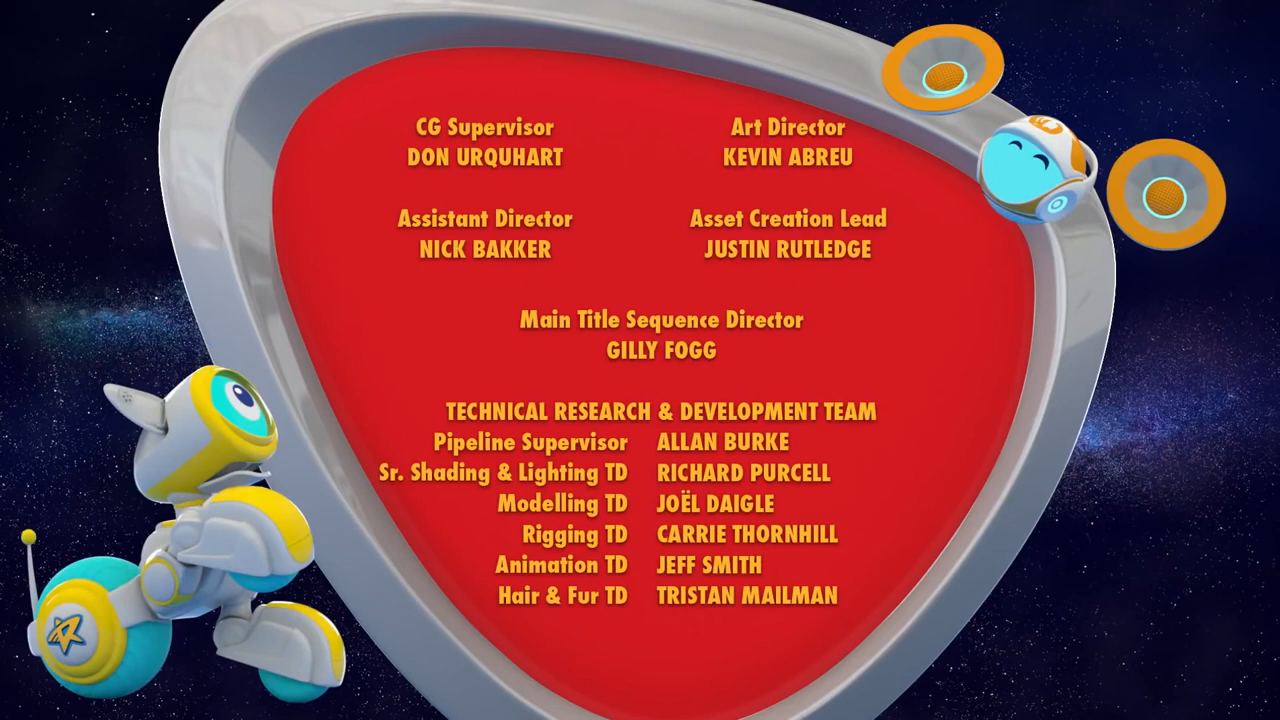 CG Supervisor
DON URQUHART
Art Director
KEVIN ABREU
Assistant Director
NICK BAKKER
Asset Creation Lead
JUSTIN RUTLEDGE
Main Title Sequence Director
GILLY FOGG
TECHNICAL RESEARCH & DEVELOPMENT TEAM
Pipeline Supervisor ALLAN BURKE
Sr. Shading & Lighting TD RICHARD PURCELL
Modelling TD JOËL DAIGLE
Rigging TD CARRIE THORNHILL
Animation TD JEFF SMITH
Hair & Fur TD TRISTAN MAILMAN